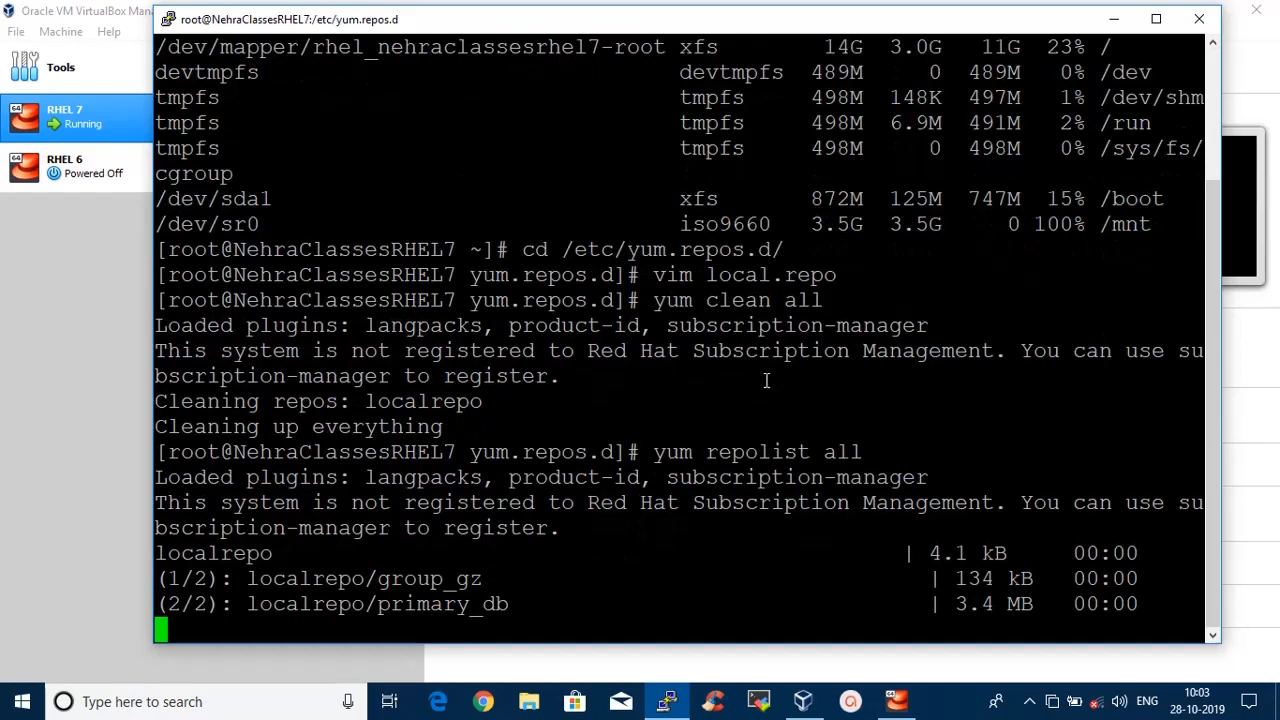 Oracle VM VirtualBox Man
root@NehraClassesRHEL7:/etc/yum.repos.d
File Machine Help
Tools
64
RHEL 7
Running
64
RHEL 6
Powered Off
/dev/mapper/rhel_nehraclassesrhel7-root xfs 14G 3.0G 11G 23% /
devtmpfs devtmpfs 489M 0 489M 0% /dev
tmpfs tmpfs 498M 148K 497M 1% /dev/shm
tmpfs tmpfs 498M 6.9M 491M 2% /run
tmpfs tmpfs 498M 0 498M 0% /sys/fs/
cgroup
/dev/sda1 xfs 872M 125M 747M 15% /boot
/dev/sr0 iso9660 3.5G 3.5G 0 100% /mnt
[root@NehraClassesRHEL7 ~]# cd /etc/yum.repos.d/
[root@NehraClassesRHEL7 yum.repos.d]# vim local.repo
[root@NehraClassesRHEL7 yum.repos.d]# yum clean all
Loaded plugins: langpacks, product-id, subscription-manager
This system is not registered to Red Hat Subscription Management. You can use su
bscription-manager to register.
Cleaning repos: localrepo
Cleaning up everything
[root@NehraClassesRHEL7 yum.repos.d]# yum repolist all
Loaded plugins: langpacks, product-id, subscription-manager
This system is not registered to Red Hat Subscription Management. You can use su
bscription-manager to register.
localrepo | 4.1 kB 00:00
(1/2): localrepo/group_gz | 134 kB 00:00
(2/2): localrepo/primary_db | 3.4 MB 00:00
Type here to search
64
ENG
10:03
28-10-2019